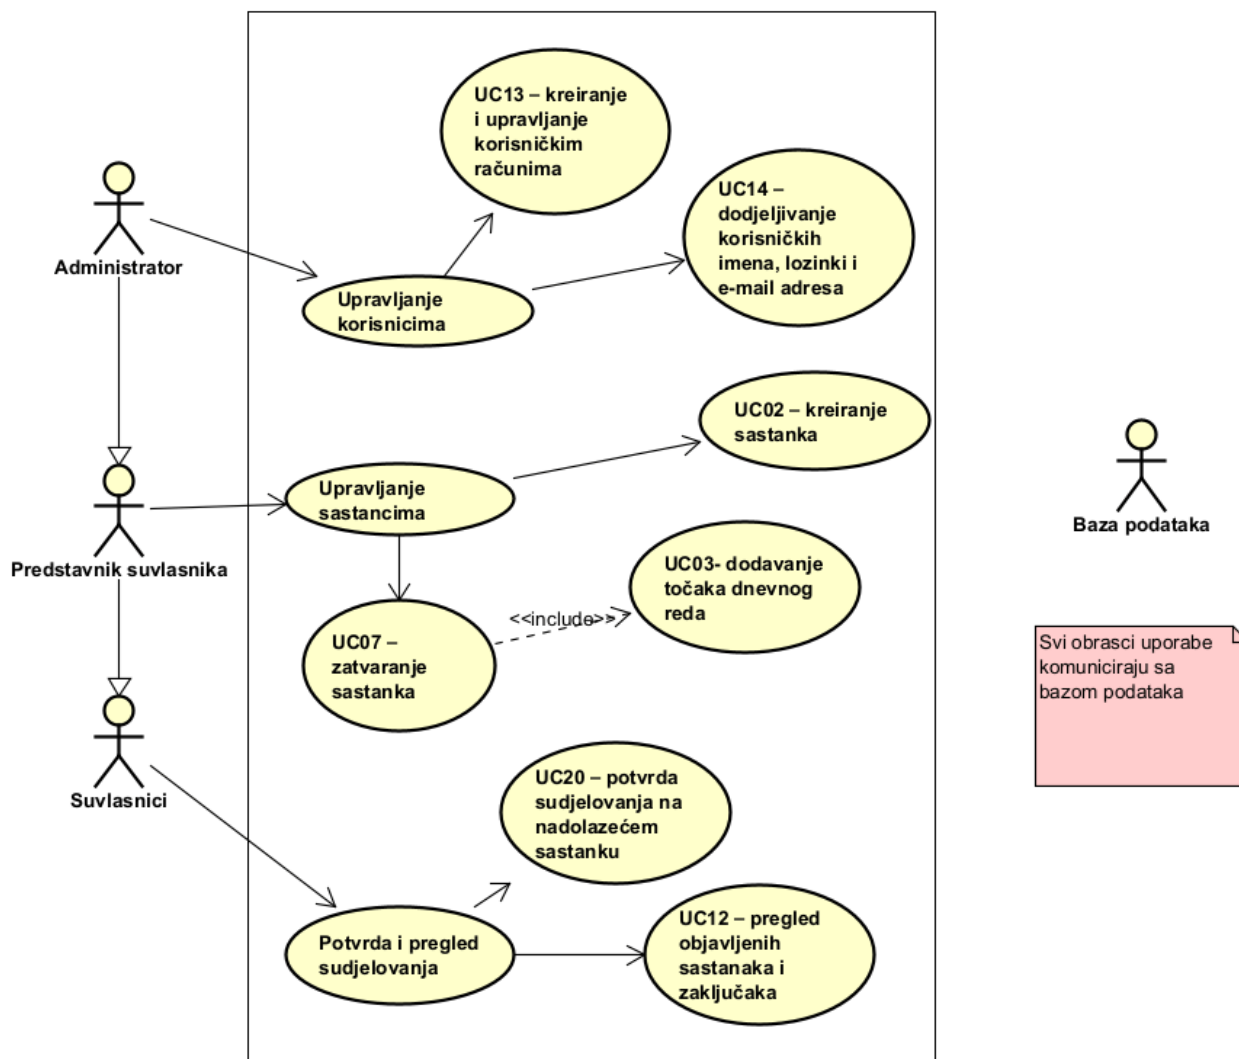 UC13 – kreiranje
i upravljanje
korisničkim
računima
UC14 –
dodjeljivanje
korisničkih
imena, lozinki i
e-mail adresa
Administrator
Upravljanje
korisnicima
UC02 – kreiranje
sastanka
Upravljanje
sastancima
Predstavnik suvlasnika
Baza podataka
UC03- dodavanje
točaka dnevnog
reda
<<include>>
UC07 –
zatvaranje
sastanka
Svi obrasci uporabe
komuniciraju sa
bazom podataka
Suvlasnici
UC20 – potvrda
sudjelovanja na
nadolazećem
sastanku
Potvrda i pregled
sudjelovanja
UC12 – pregled
objavljenih
sastanaka i
zaključaka